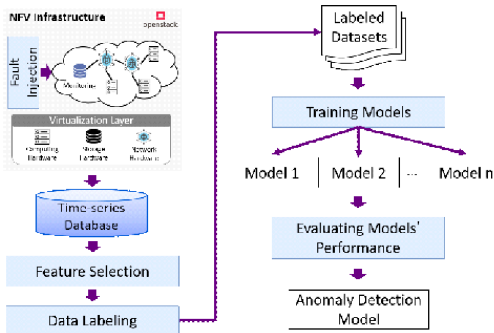 NFV Infrastructure
openstack
Fault
Injection
Monitoring
Virtualization Layer
Computing
Hardware
Storage
Hardware
Network
Hardware
Time-series
Database
Feature Selection
Data Labeling
Labeled
Datasets
Training Models
Model 1
Model 2
...
Model n
Evaluating Models'
Performance
Anomaly Detection
Model